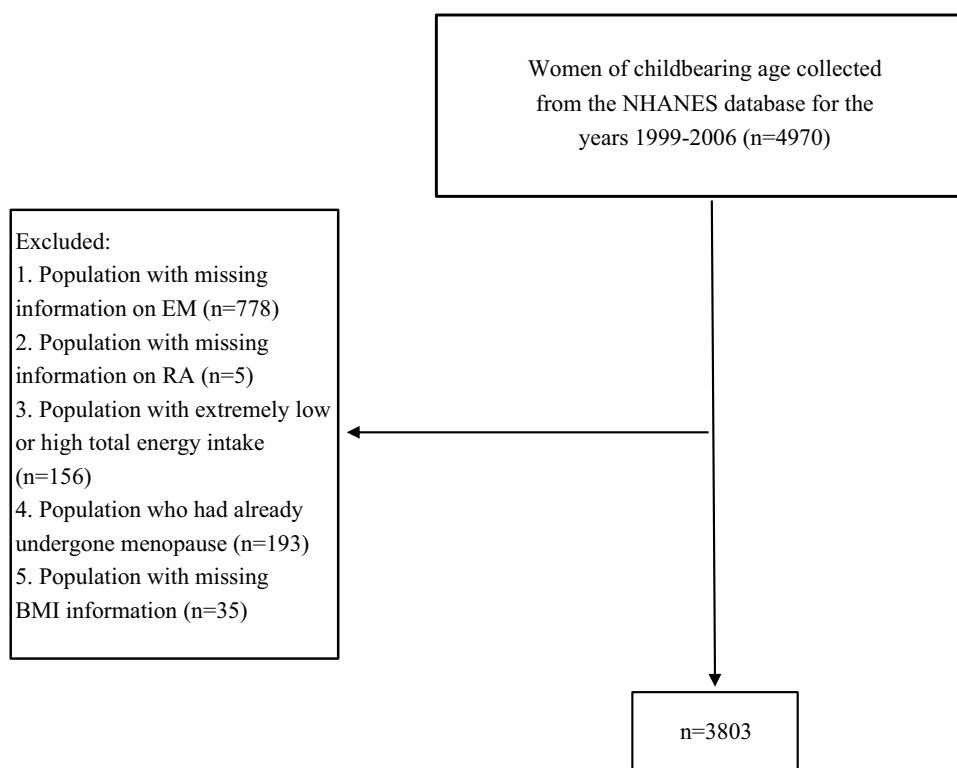 Women of childbearing age collected
from the NHANES database for the
years 1999-2006 (n=4970)
Excluded:
1. Population with missing
information on EM (n=778)
2. Population with missing
information on RA (n=5)
3. Population with extremely low
or high total energy intake
(n=156)
4. Population who had already
undergone menopause (n=193)
5. Population with missing
BMI information (n=35)
n=3803